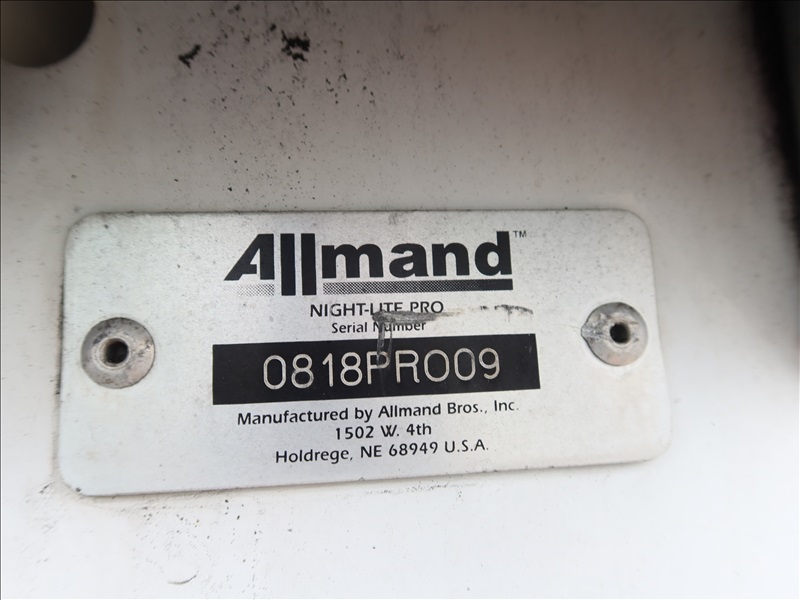 Allmand™
NIGHT-LITE PRO
Serial Number
0818PRO09
Manufactured by Allmand Bros., Inc.
1502 W. 4th
Holdrege, NE 68949 U.S.A.